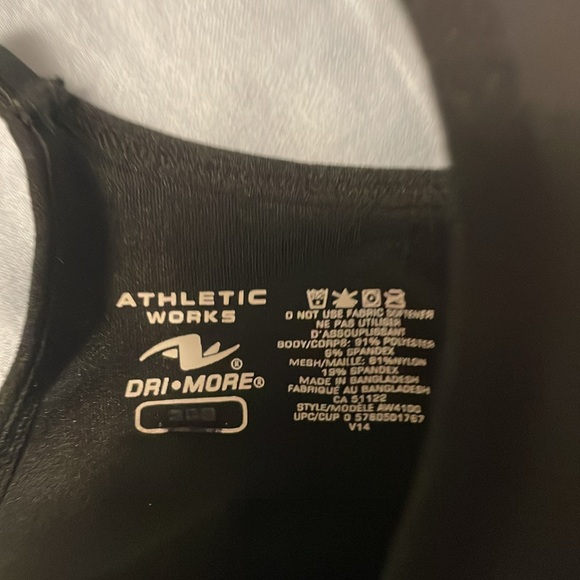 ATHLETIC
WORKS
DRI•MORE®
DO NOT USE FABRIC SOFTENER
NE PAS UTILISER
D'ASSOUPLISSANT
BODY/CORPS: 91% POLYESTER
9% SPANDEX
MESH/MAILLE: 81% NYLON
19% SPANDEX
MADE IN BANGLADESH
FABRIQUE AU BANGLADESH
CA 51122
STYLE/MODELE
UPC/CUP 0 5780501767
V14